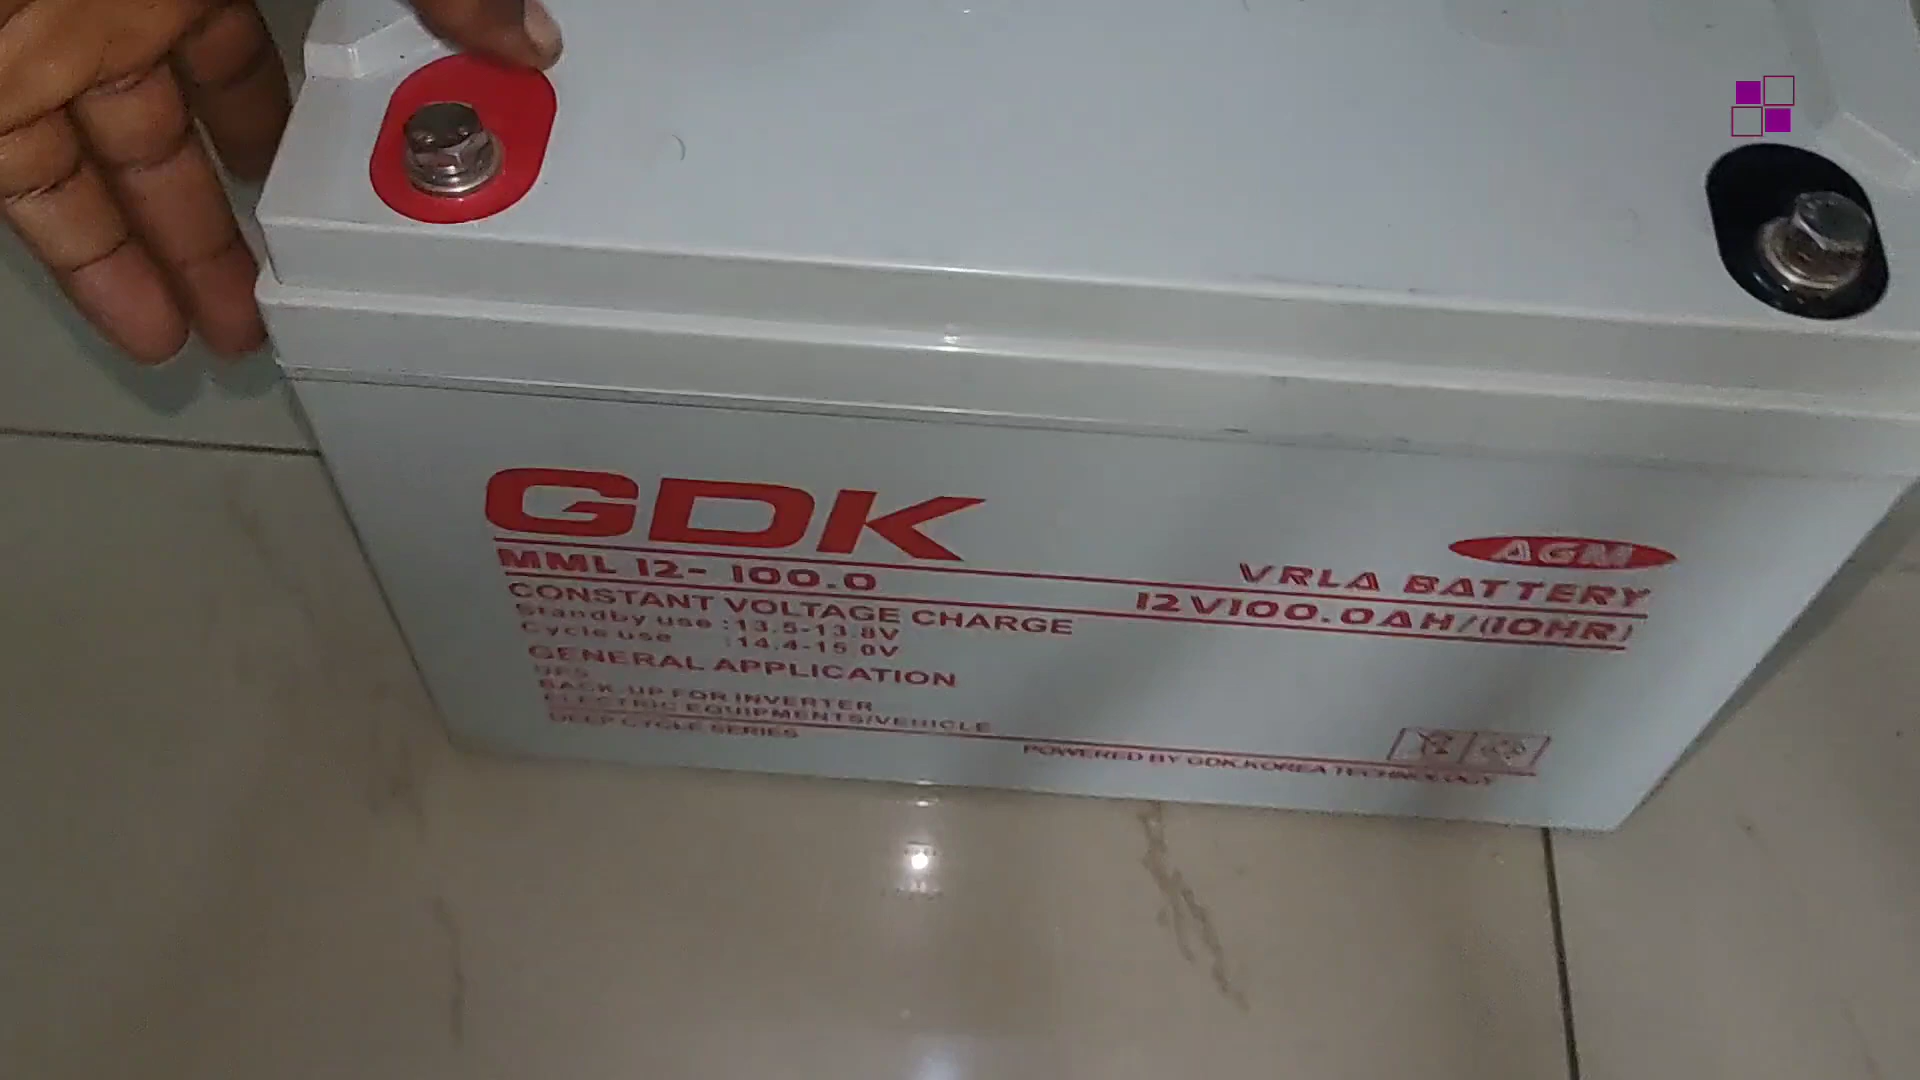 GDK
MML 12- 100.0
AGM
VRLA BATTERY
12V100.0AH/(10HR)
CONSTANT VOLTAGE CHARGE
Standby use :13.5-13.8V
Cycle use :14.4-15.0V
GENERAL APPLICATION
UPS
BACK-UP FOR INVERTER
ELECTRIC EQUIPMENTS/VEHICLE
DEEP CYCLE SERIES
POWERED BY GDK.KOREA TECHNOLOGY